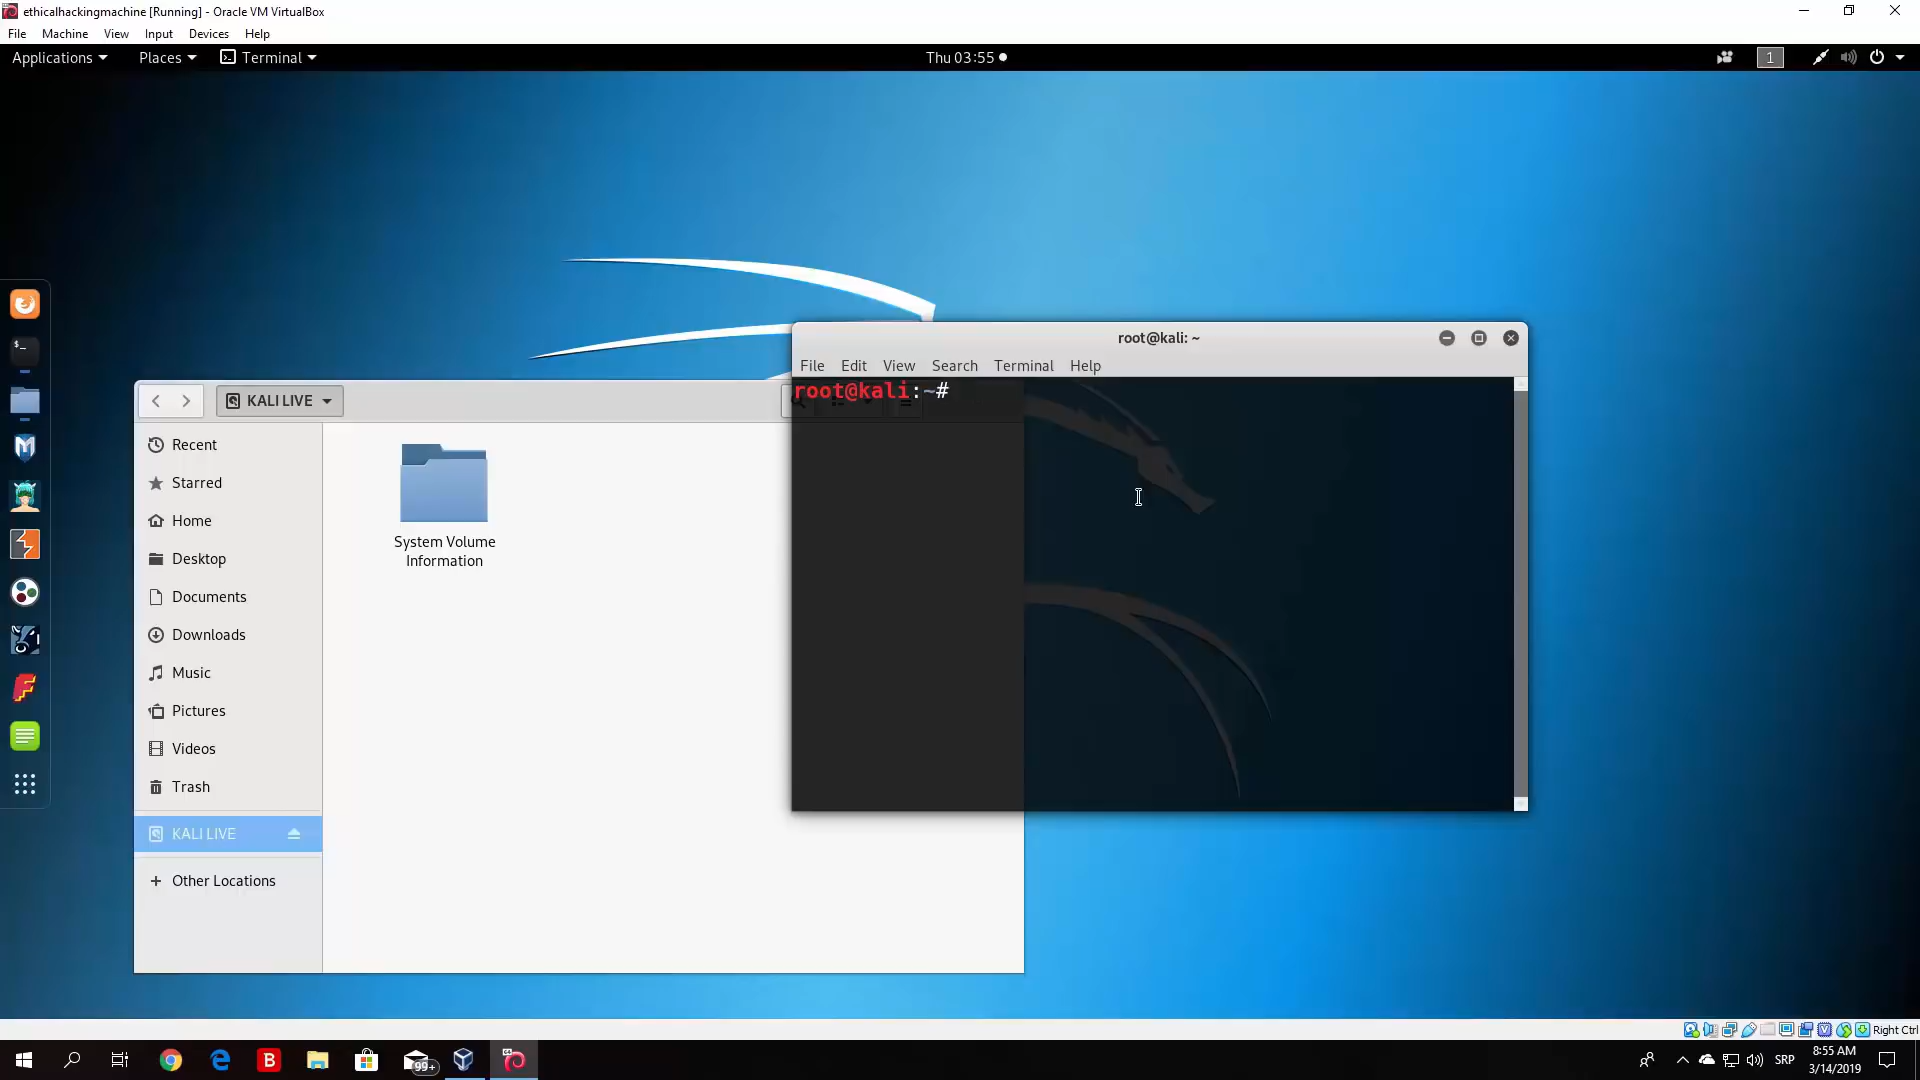 ethicalhackingmachine [Running] - Oracle VM VirtualBox
File Machine View Input Devices Help
Applications Places Terminal Thu 03:55 1
root@kali: ~
File Edit View Search Terminal Help
root@kali:~#
KALI LIVE
Recent
Starred
Home
Desktop
Documents
Downloads
Music
Pictures
Videos
Trash
KALI LIVE
Other Locations
System Volume
Information
Right Ctrl
99+
SRP
8:55 AM
3/14/2019